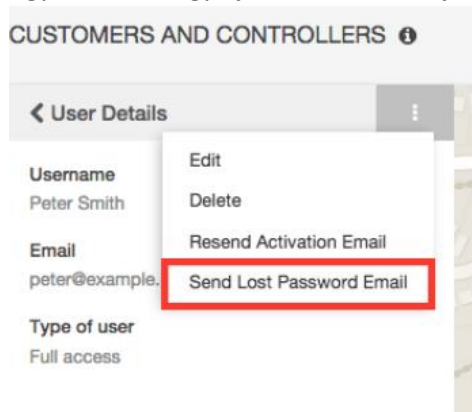 CUSTOMERS AND CONTROLLERS
User Details
Username
Peter Smith
Email
peter@example.
Type of user
Full access
Edit
Delete
Resend Activation Email
Send Lost Password Email